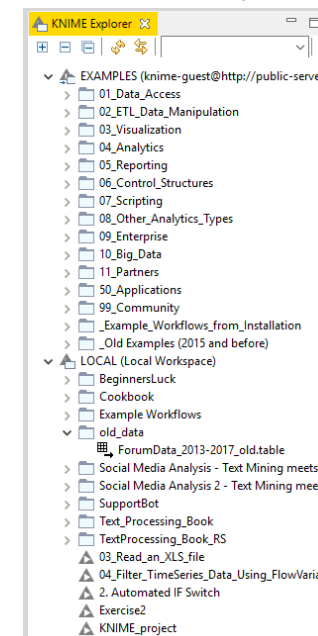 KNIME Explorer
EXAMPLES (knime-guest@http://public-serve
01_Data_Access
02_ETL_Data_Manipulation
03_Visualization
04_Analytics
05_Reporting
06_Control_Structures
07_Scripting
08_Other_Analytics_Types
09_Enterprise
10_Big_Data
11_Partners
50_Applications
99_Community
_Example_Workflows_from_Installation
_Old Examples (2015 and before)
LOCAL (Local Workspace)
BeginnersLuck
Cookbook
Example Workflows
old_data
ForumData_2013-2017_old.table
Social Media Analysis - Text Mining meets
Social Media Analysis 2 - Text Mining mee
SupportBot
Text_Processing_Book
TextProcessing_Book_RS
03_Read_an_XLS_file
04_Filter_TimeSeries_Data_Using_FlowVaria
2. Automated IF Switch
Exercise2
KNIME_project